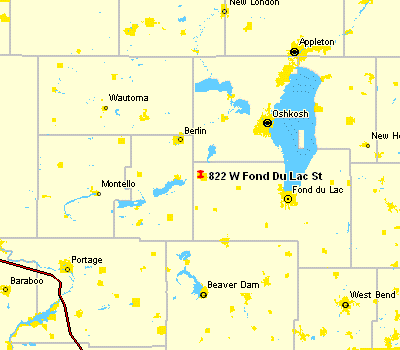 New London
Appleton
Wautoma
Oshkosh
Berlin
New Ho
822 W Fond Du Lac St
Montello
Fond du Lac
Portage
Baraboo
Beaver Dam
West Bend